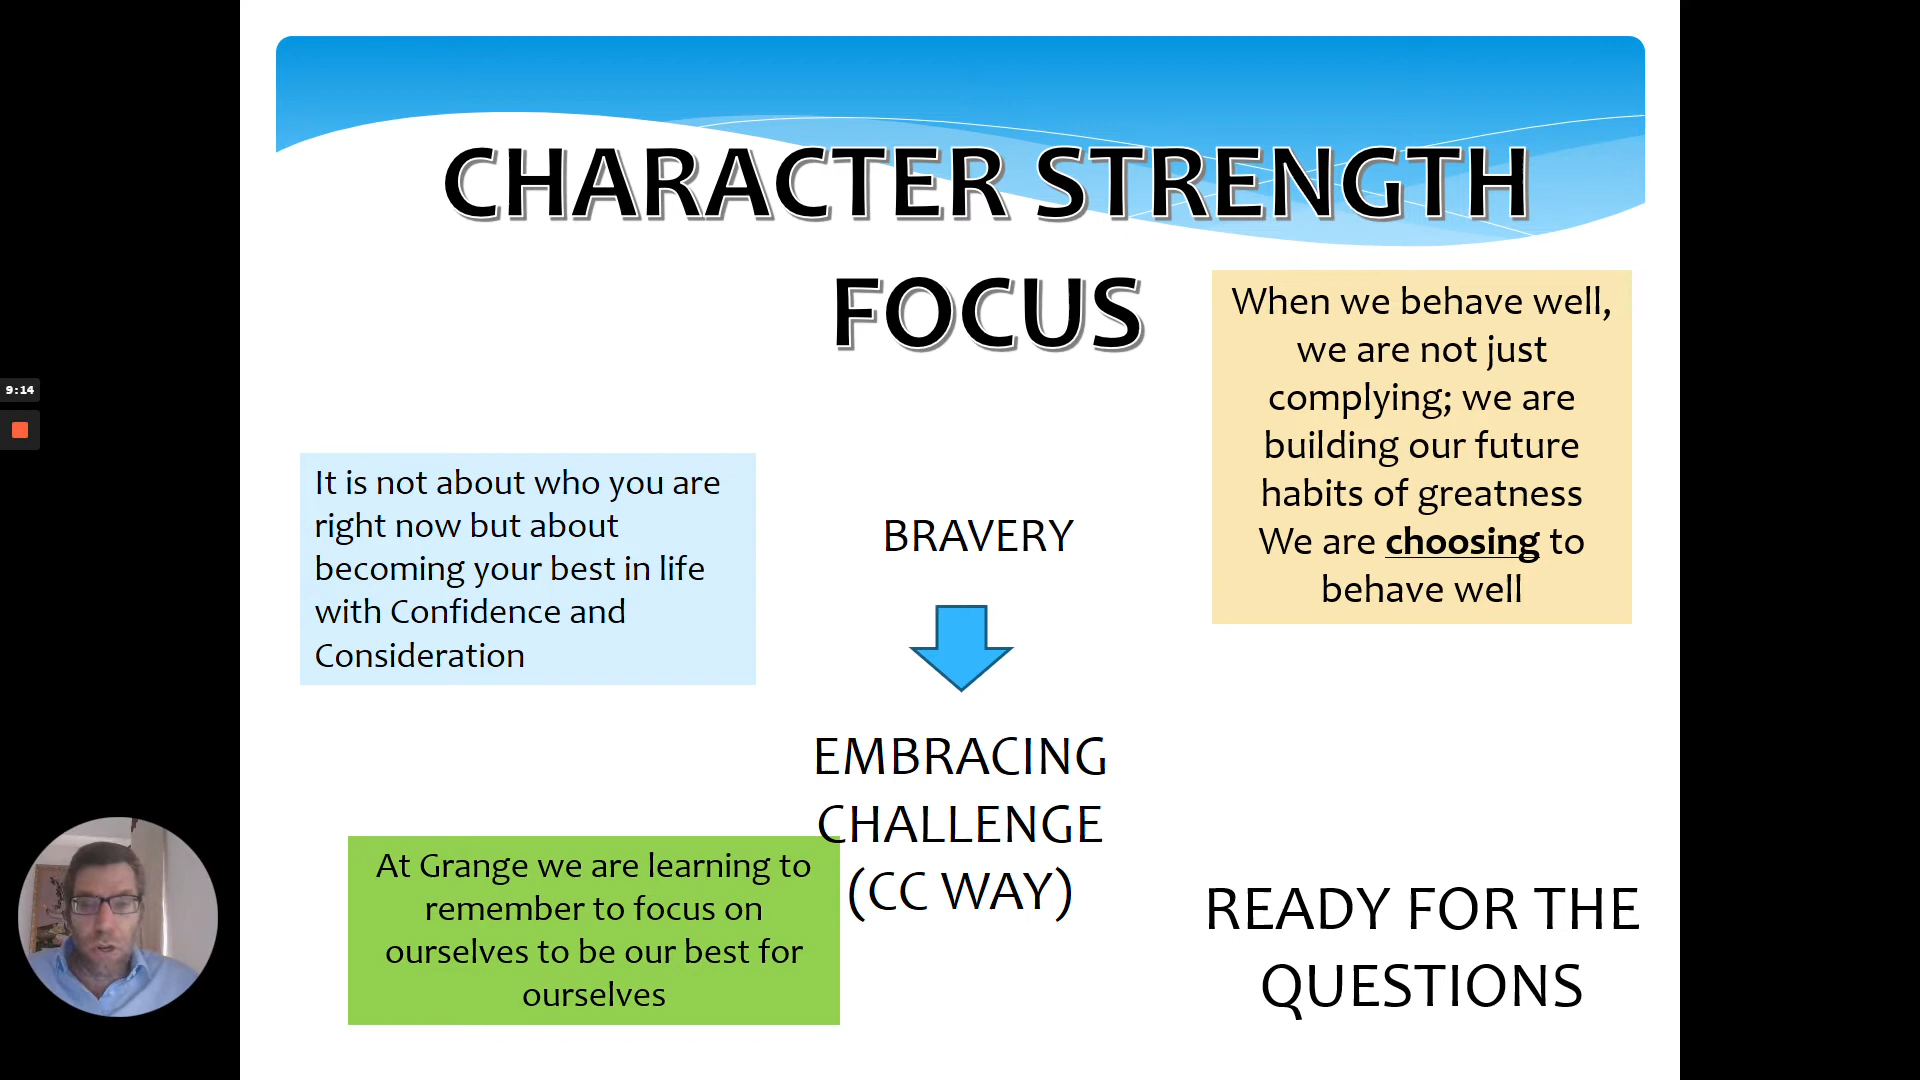 CHARACTER STRENGTH
FOCUS
When we behave well,
we are not just
complying; we are
building our future
habits of greatness
We are choosing to
behave well
9:14
It is not about who you are
right now but about
becoming your best in life
with Confidence and
Consideration
BRAVERY
EMBRACING
CHALLENGE
(CC WAY)
At Grange we are learning to
remember to focus on
ourselves to be our best for
ourselves
READY FOR THE
QUESTIONS